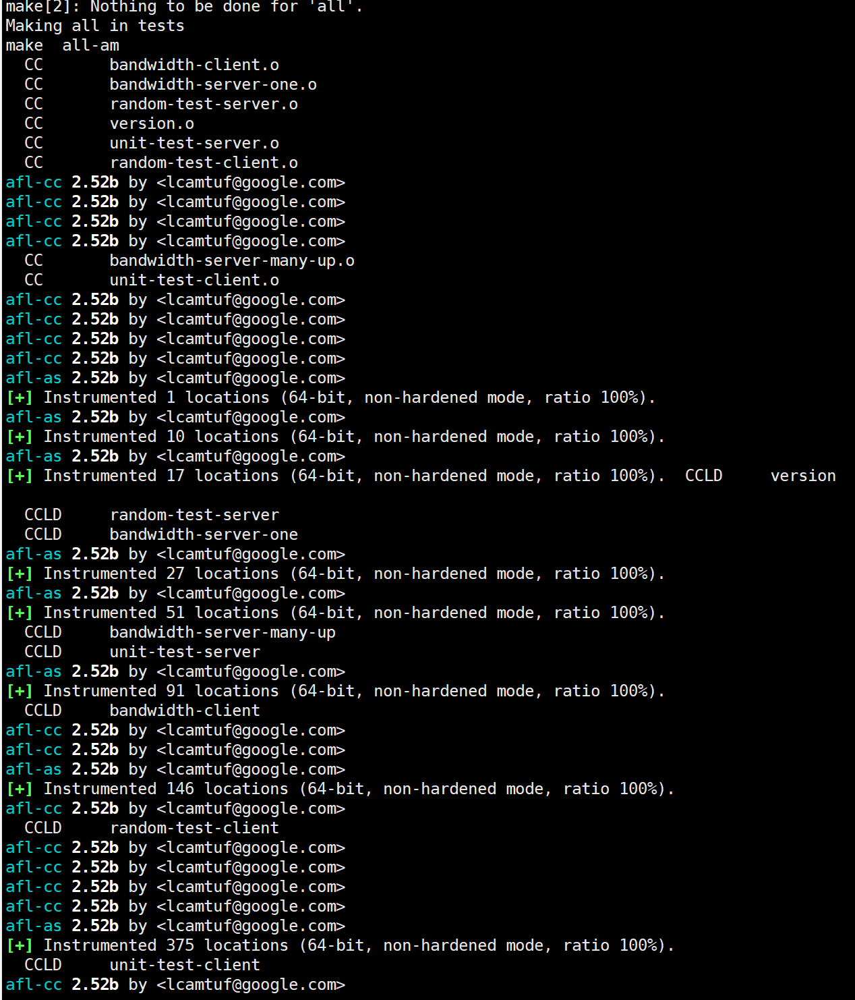 make[2]: Nothing to be done for 'all'.
Making all in tests
make  all-am
  CC       bandwidth-client.o
  CC       bandwidth-server-one.o
  CC       random-test-server.o
  CC       version.o
  CC       unit-test-server.o
  CC       random-test-client.o
afl-cc 2.52b by <lcamtuf@google.com>
afl-cc 2.52b by <lcamtuf@google.com>
afl-cc 2.52b by <lcamtuf@google.com>
afl-cc 2.52b by <lcamtuf@google.com>
  CC       bandwidth-server-many-up.o
  CC       unit-test-client.o
afl-cc 2.52b by <lcamtuf@google.com>
afl-cc 2.52b by <lcamtuf@google.com>
afl-cc 2.52b by <lcamtuf@google.com>
afl-cc 2.52b by <lcamtuf@google.com>
afl-as 2.52b by <lcamtuf@google.com>
[+] Instrumented 1 locations (64-bit, non-hardened mode, ratio 100%).
afl-as 2.52b by <lcamtuf@google.com>
[+] Instrumented 10 locations (64-bit, non-hardened mode, ratio 100%).
afl-as 2.52b by <lcamtuf@google.com>
[+] Instrumented 17 locations (64-bit, non-hardened mode, ratio 100%).  CCLD     version
  CCLD     random-test-server
  CCLD     bandwidth-server-one
afl-as 2.52b by <lcamtuf@google.com>
[+] Instrumented 27 locations (64-bit, non-hardened mode, ratio 100%).
afl-as 2.52b by <lcamtuf@google.com>
[+] Instrumented 51 locations (64-bit, non-hardened mode, ratio 100%).
  CCLD     bandwidth-server-many-up
  CCLD     unit-test-server
afl-as 2.52b by <lcamtuf@google.com>
[+] Instrumented 91 locations (64-bit, non-hardened mode, ratio 100%).
  CCLD     bandwidth-client
afl-cc 2.52b by <lcamtuf@google.com>
afl-cc 2.52b by <lcamtuf@google.com>
afl-as 2.52b by <lcamtuf@google.com>
[+] Instrumented 146 locations (64-bit, non-hardened mode, ratio 100%).
afl-cc 2.52b by <lcamtuf@google.com>
  CCLD     random-test-client
afl-cc 2.52b by <lcamtuf@google.com>
afl-cc 2.52b by <lcamtuf@google.com>
afl-cc 2.52b by <lcamtuf@google.com>
afl-cc 2.52b by <lcamtuf@google.com>
afl-as 2.52b by <lcamtuf@google.com>
[+] Instrumented 375 locations (64-bit, non-hardened mode, ratio 100%).
  CCLD     unit-test-client
afl-cc 2.52b by <lcamtuf@google.com>